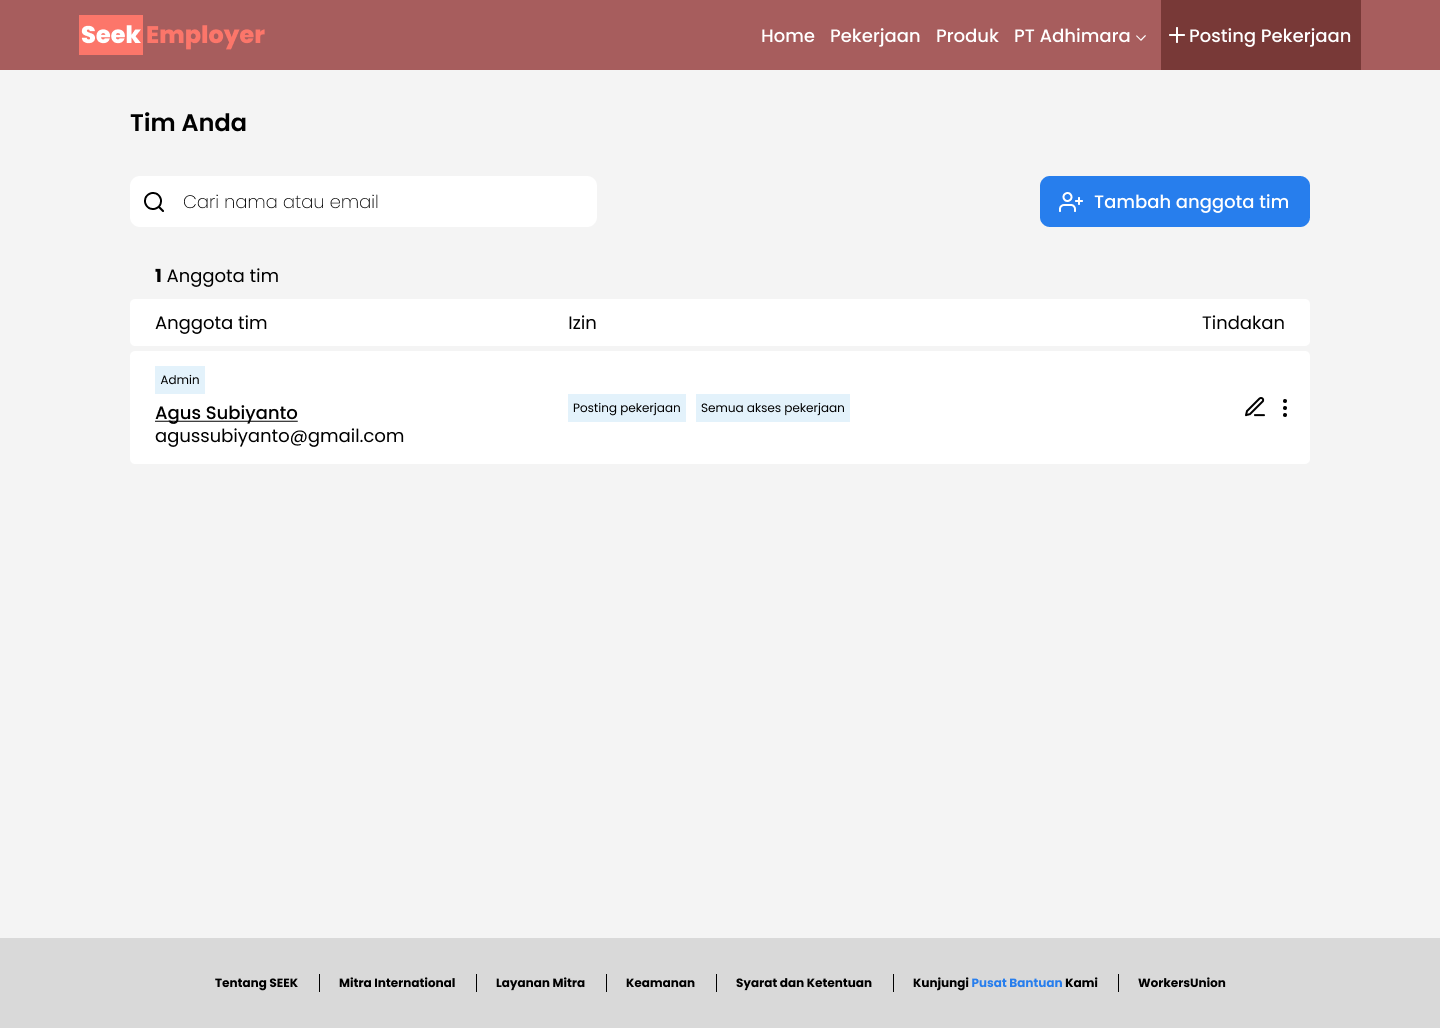 Seek Employer
Home Pekerjaan Produk PT Adhimara Posting Pekerjaan
Tim Anda
Cari nama atau email
Tambah anggota tim
1 Anggota tim
Anggota tim Izin Tindakan
Admin
Agus Subiyanto
agussubiyanto@gmail.com
Posting pekerjaan Semua akses pekerjaan
Tentang SEEK Mitra International Layanan Mitra Keamanan Syarat dan Ketentuan Kunjungi Pusat Bantuan Kami WorkersUnion